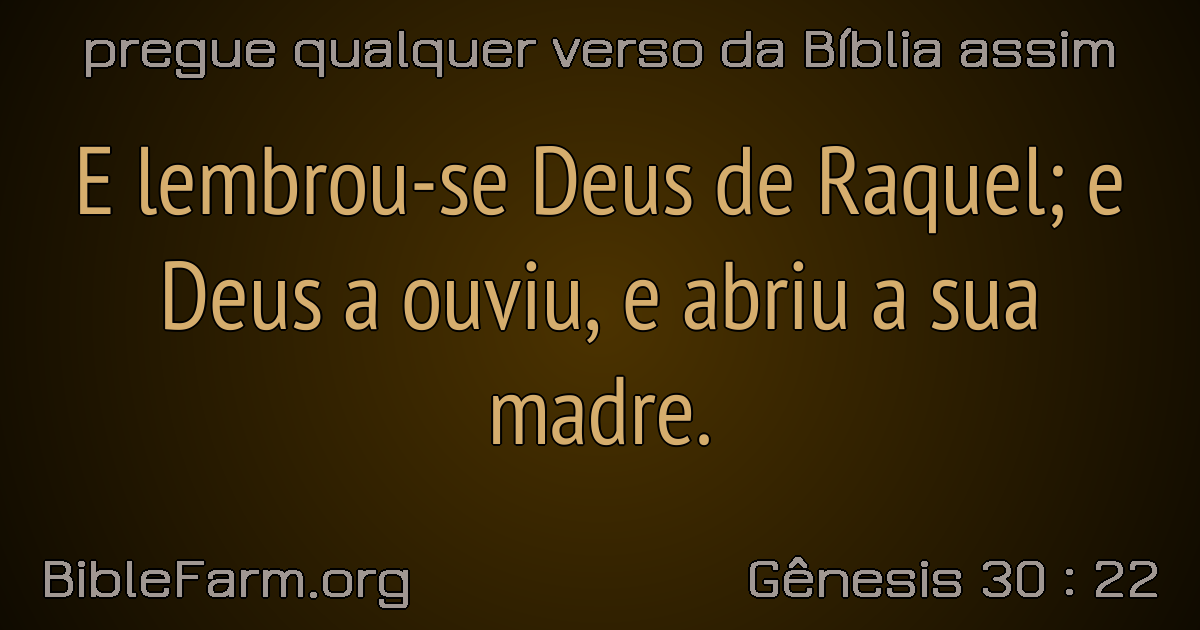 pregue qualquer verso da Bíblia assim
E lembrou-se Deus de Raquel; e
Deus a ouviu, e abriu a sua
madre.
BibleFarm.org
Gênesis 30 : 22